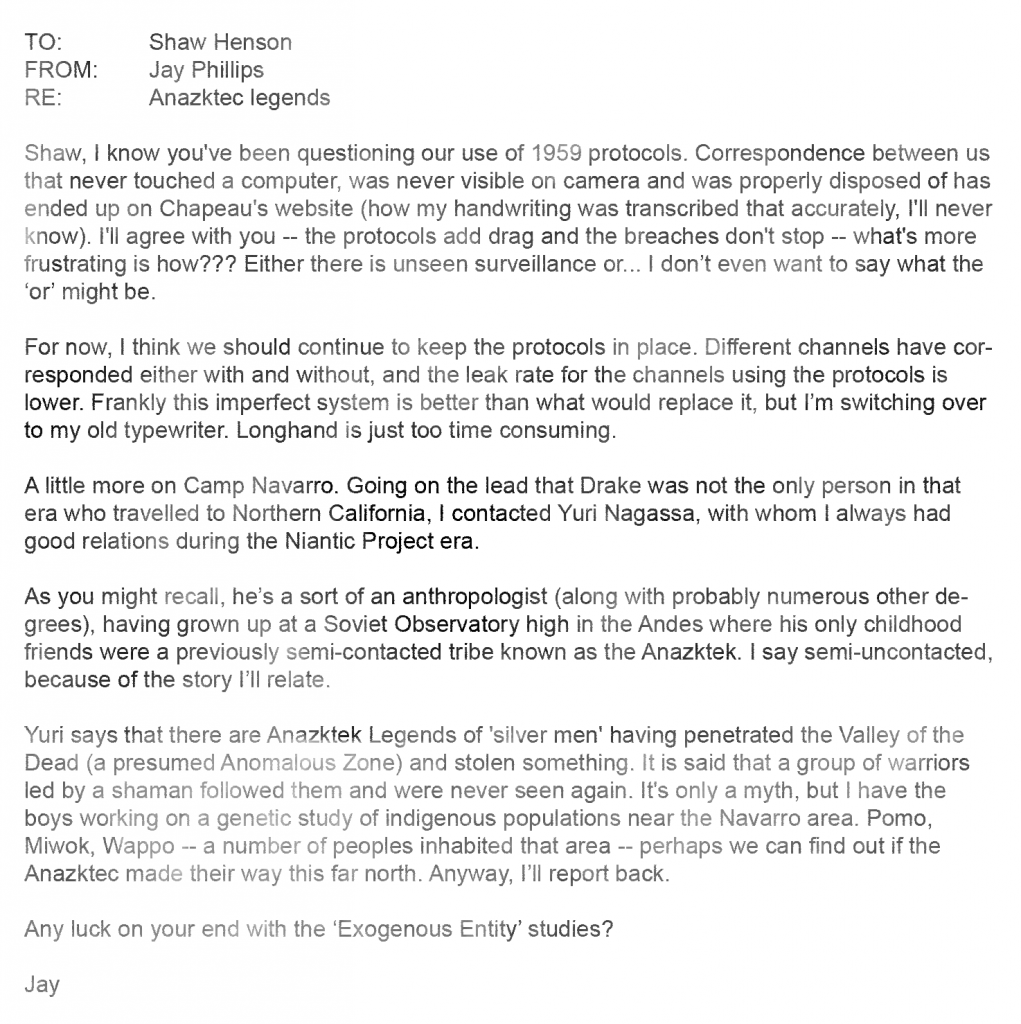 TO: Shaw Henson
FROM: Jay Phillips
RE: Anazktec legends
Shaw, I know you've been questioning our use of 1959 protocols. Correspondence between us
that never touched a computer, was never visible on camera and was properly disposed of has
ended up on Chapeau's website (how my handwriting was transcribed that accurately, I'll never
know). I'll agree with you -- the protocols add drag and the breaches don't stop -- what's more
frustrating is how??? Either there is unseen surveillance or... I don’t even want to say what the
‘or’ might be.
For now, I think we should continue to keep the protocols in place. Different channels have cor-
responded either with and without, and the leak rate for the channels using the protocols is
lower. Frankly this imperfect system is better than what would replace it, but I’m switching over
to my old typewriter. Longhand is just too time consuming.
A little more on Camp Navarro. Going on the lead that Drake was not the only person in that
era who travelled to Northern California, I contacted Yuri Nagassa, with whom I always had
good relations during the Niantic Project era.
As you might recall, he’s a sort of an anthropologist (along with probably numerous other de-
grees), having grown up at a Soviet Observatory high in the Andes where his only childhood
friends were a previously semi-contacted tribe known as the Anazktek. I say semi-uncontacted,
because of the story I’ll relate.
Yuri says that there are Anazktek Legends of 'silver men' having penetrated the Valley of the
Dead (a presumed Anomalous Zone) and stolen something. It is said that a group of warriors
led by a shaman followed them and were never seen again. It's only a myth, but I have the
boys working on a genetic study of indigenous populations near the Navarro area. Pomo,
Miwok, Wappo -- a number of peoples inhabited that area -- perhaps we can find out if the
Anazktec made their way this far north. Anyway, I’ll report back.
Any luck on your end with the ‘Exogenous Entity’ studies?
Jay